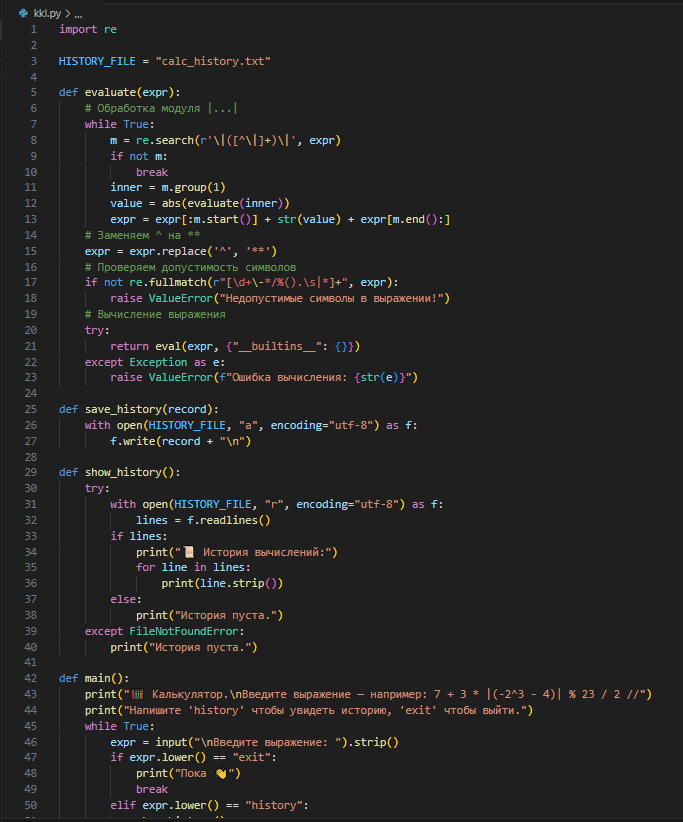 kkl.py > ...
1 import re
2
3 HISTORY_FILE = "calc_history.txt"
4
5 def evaluate(expr):
6     # Обработка модуля |...|
7     while True:
8         m = re.search(r'\|([^\|]+)\|', expr)
9         if not m:
10             break
11         inner = m.group(1)
12         value = abs(evaluate(inner))
13         expr = expr[:m.start()] + str(value) + expr[m.end():]
14     # Заменяем ^ на **
15     expr = expr.replace('^', '**')
16     # Проверяем допустимость символов
17     if not re.fullmatch(r"[\d+\-*/%().\s|*]+", expr):
18         raise ValueError("Недопустимые символы в выражении!")
19     # Вычисление выражения
20     try:
21         return eval(expr, {"__builtins__": {}})
22     except Exception as e:
23         raise ValueError(f"Ошибка вычисления: {str(e)}")
24
25 def save_history(record):
26     with open(HISTORY_FILE, "a", encoding="utf-8") as f:
27         f.write(record + "\n")
28
29 def show_history():
30     try:
31         with open(HISTORY_FILE, "r", encoding="utf-8") as f:
32             lines = f.readlines()
33         if lines:
34             print("📜 История вычислений:")
35             for line in lines:
36                 print(line.strip())
37         else:
38             print("История пуста.")
39     except FileNotFoundError:
40         print("История пуста.")
41
42 def main():
43     print("🧮 Калькулятор.\nВведите выражение — например: 7 + 3 * |(-2^3 - 4)| % 23 / 2 //")
44     print("Напишите 'history' чтобы увидеть историю, 'exit' чтобы выйти.")
45     while True:
46         expr = input("\nВведите выражение: ").strip()
47         if expr.lower() == "exit":
48             print("Пока 👋")
49             break
50         elif expr.lower() == "history":